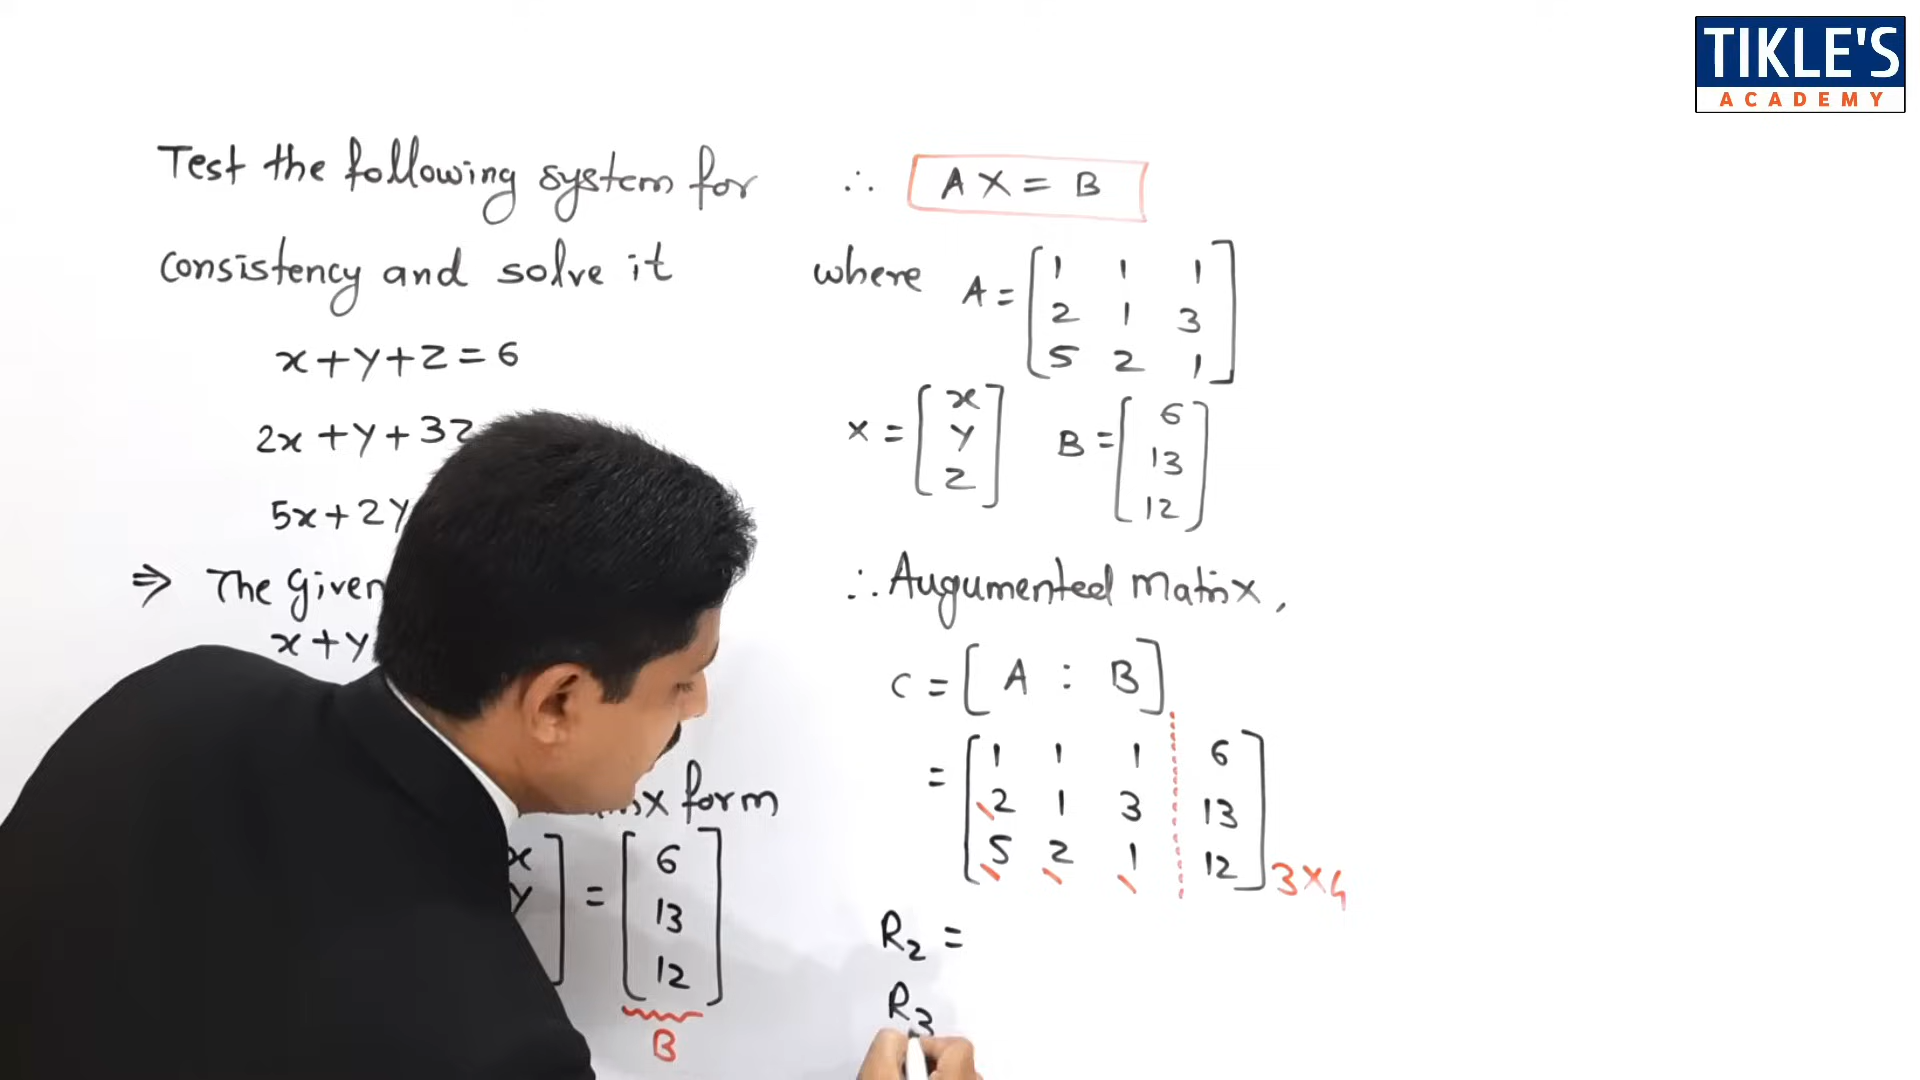 TIKLE'S
ACADEMY
Test the following system for
consistency and solve it
x+y+z=6
2x+y+3z
5x+2y
⇒ The given
x+y
form
x
y
= [6
13
12]
B
∴ AX = B
where A = [1 1 1
2 1 3
5 2 1]
X = [x
y
z] B = [6
13
12]
∴ Augumented Matrix,
C = [A : B]
= [1 1 1 6
2 1 3 13
5 2 1 12] 3×4
R2 =
R3